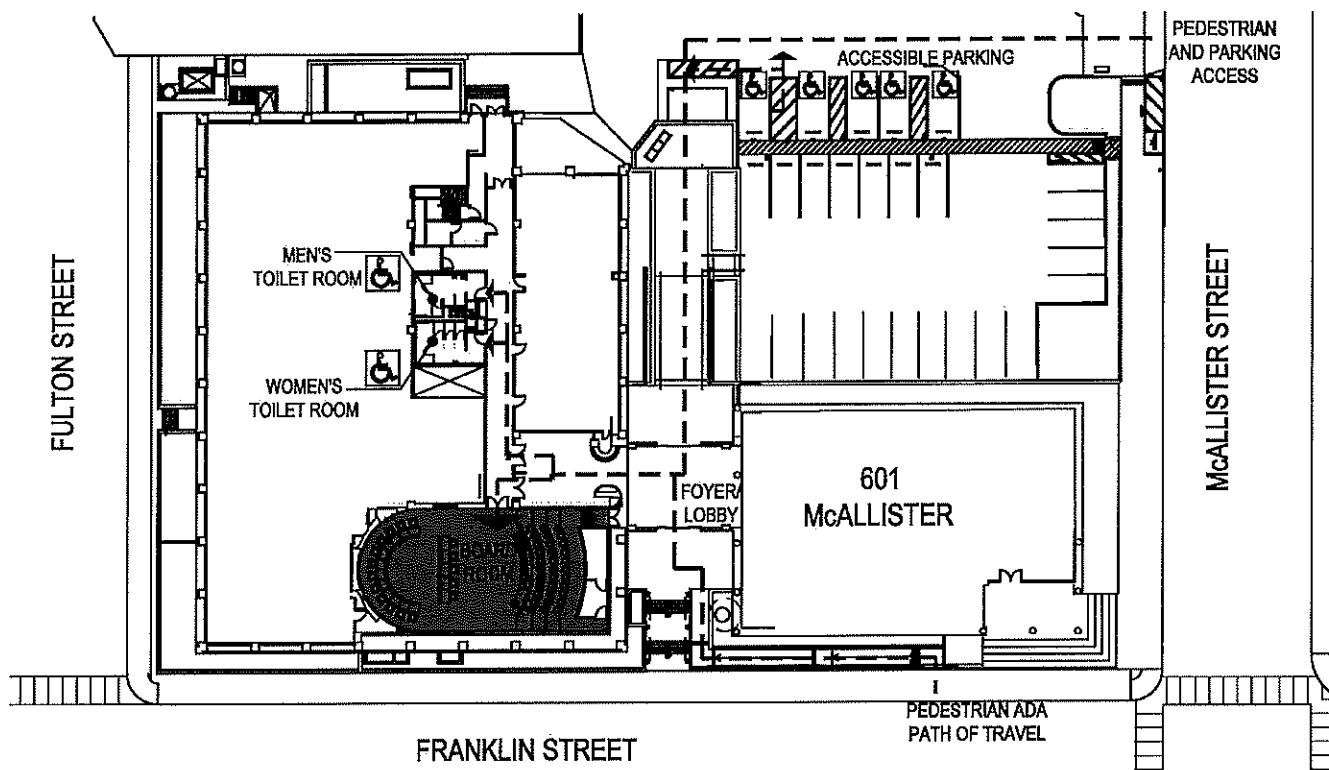 PEDESTRIAN
AND PARKING
ACCESS
ACCESSIBLE PARKING
MEN'S
TOILET ROOM
WOMEN'S
TOILET ROOM
FULTON STREET
McALLISTER STREET
601
McALLISTER
FOYER/
LOBBY
BOARD
ROOM
PEDESTRIAN ADA
PATH OF TRAVEL
FRANKLIN STREET